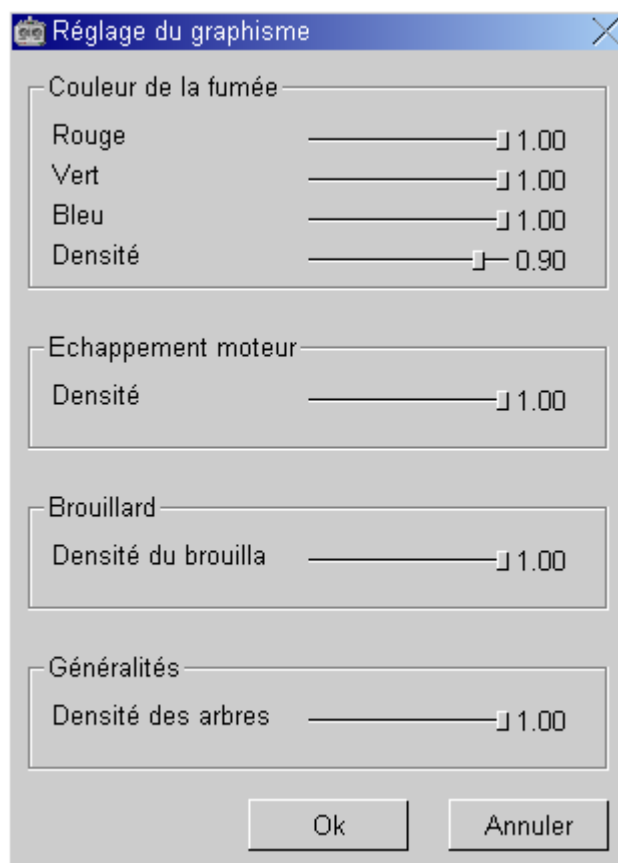 Réglage du graphisme
Couleur de la fumée
Rouge 1.00
Vert 1.00
Bleu 1.00
Densité 0.90
Echappement moteur
Densité 1.00
Brouillard
Densité du brouilla 1.00
Généralités
Densité des arbres 1.00
Ok Annuler